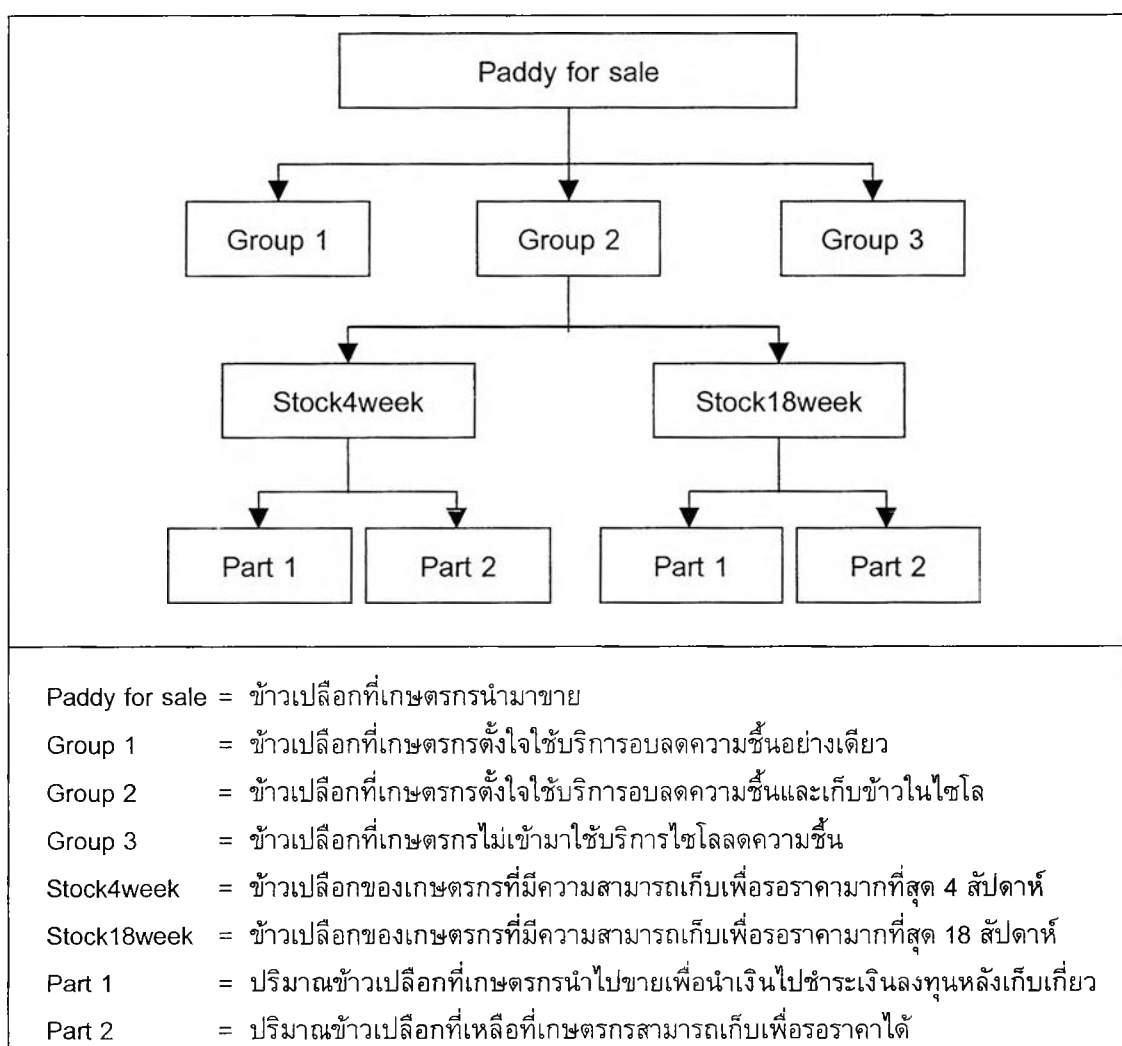 Paddy for sale
Group 1 Group 2 Group 3
Stock4week Stock18week
Part 1 Part 2 Part 1 Part 2
Paddy for sale = ข้าวเปลือกที่เกษตรกรนำมาขาย
Group 1 = ข้าวเปลือกที่เกษตรกรตั้งใจใช้บริการอบลดความชื้นอย่างเดียว
Group 2 = ข้าวเปลือกที่เกษตรกรตั้งใจใช้บริการอบลดความชื้นและเก็บข้าวในไซโล
Group 3 = ข้าวเปลือกที่เกษตรกรไม่เข้ามาใช้บริการไซโลลดความชื้น
Stock4week = ข้าวเปลือกของเกษตรกรที่มีความสามารถเก็บเพื่อรอราคามากที่สุด 4 สัปดาห์
Stock18week = ข้าวเปลือกของเกษตรกรที่มีความสามารถเก็บเพื่อรอราคามากที่สุด 18 สัปดาห์
Part 1 = ปริมาณข้าวเปลือกที่เกษตรกรนำไปขายเพื่อนำเงินไปชำระเงินลงทุนหลังเก็บเกี่ยว
Part 2 = ปริมาณข้าวเปลือกที่เหลือที่เกษตรกรสามารถเก็บเพื่อรอราคาได้